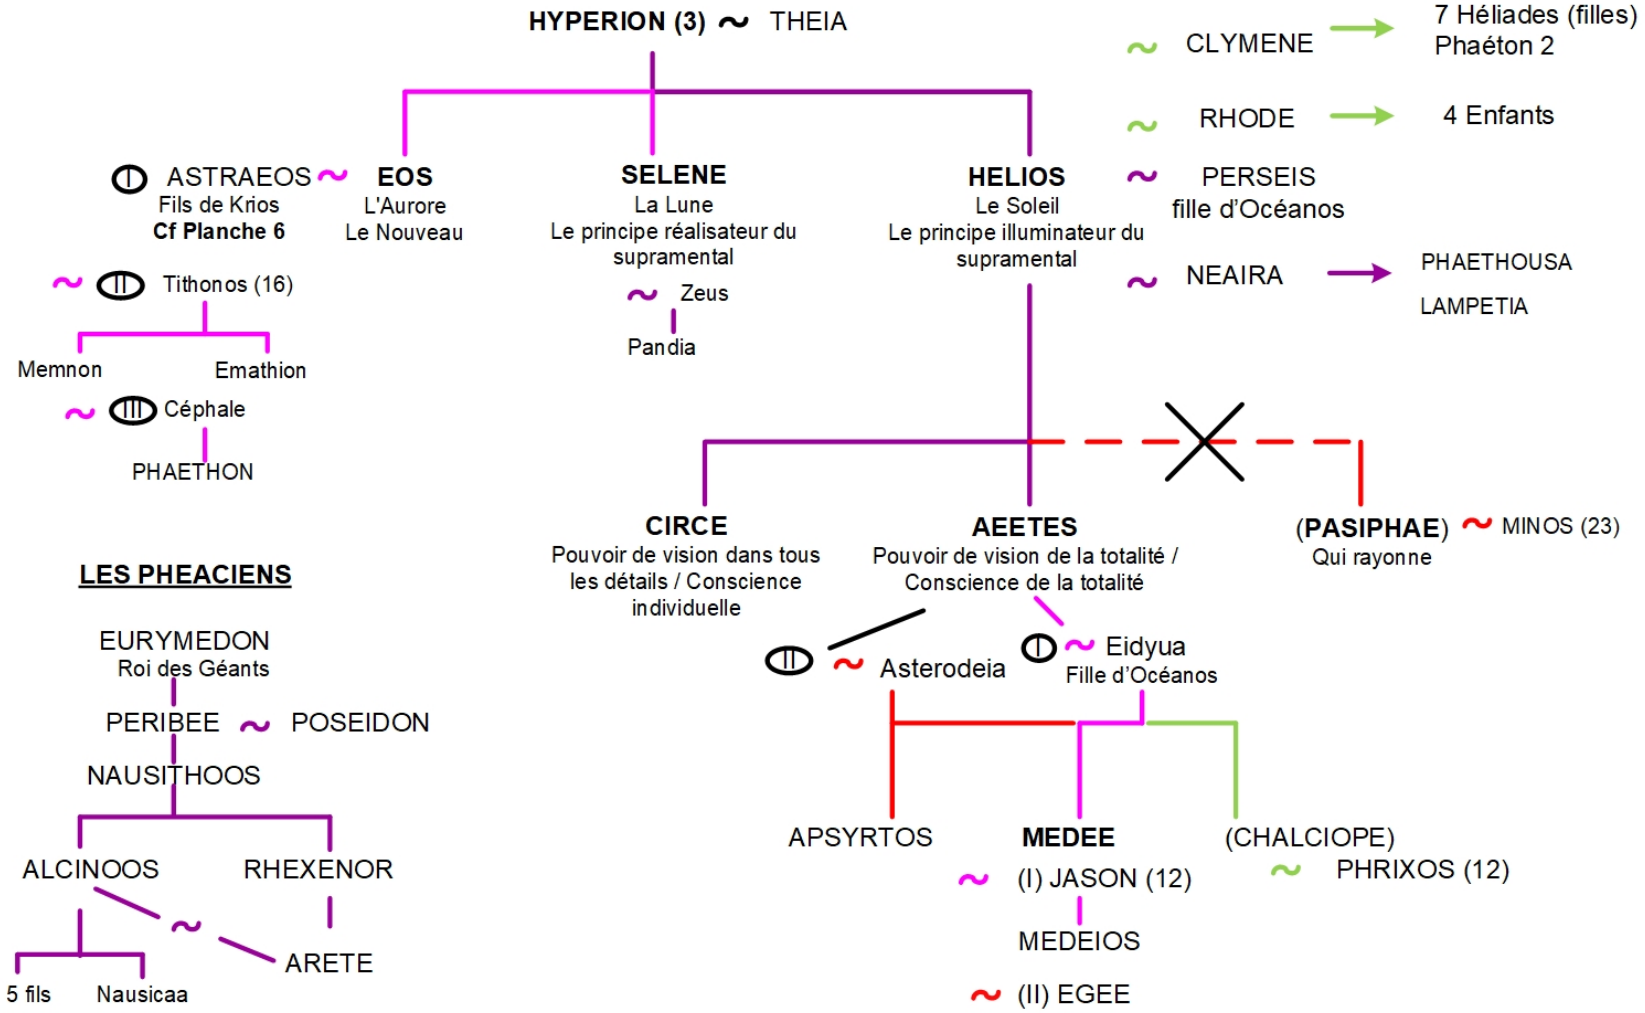 HYPERION (3) ~ THEIA
~ CLYMENE
7 Héliades (filles)
Phaéton 2
~ RHODE
4 Enfants
I ASTRAEOS ~ EOS
Fils de Krios
Cf Planche 6
L'Aurore
Le Nouveau
SELENE
La Lune
Le principe réalisateur du
supramental
~ Zeus
Pandia
HELIOS
Le Soleil
Le principe illuminateur du
supramental
~ PERSEIS
fille d’Océanos
~ NEAIRA
PHAETHOUSA
LAMPETIA
~ II Tithonos (16)
Memnon
Emathion
~ III Céphale
PHAETHON
CIRCE
Pouvoir de vision dans tous
les détails / Conscience
individuelle
AEETES
Pouvoir de vision de la totalité /
Conscience de la totalité
(PASIPHAE) ~ MINOS (23)
Qui rayonne
II ~ Asterodeia
I ~ Eidyua
Fille d’Océanos
APSYRTOS
MEDEE
~ (I) JASON (12)
MEDEIOS
~ (II) EGEE
(CHALCIOPE)
~ PHRIXOS (12)
LES PHEACIENS
EURYMEDON
Roi des Géants
PERIBEE ~ POSEIDON
NAUSITHOOS
ALCINOOS
RHEXENOR
~
ARETE
5 fils
Nausicaa